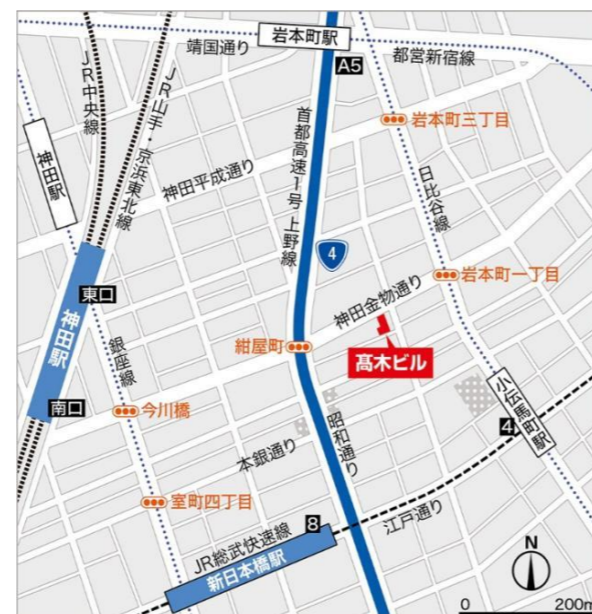 岩本町駅
靖国通り
都営新宿線
A5
JR中央線
JR山手・京浜東北線
首都高速1号 上野線
岩本町三丁目
神田駅
神田平成通り
日比谷線
4
岩本町一丁目
東口
神田金物通り
神田駅
紺屋町
髙木ビル
銀座線
南口
今川橋
昭和通り
小伝馬町駅
4
本銀通り
室町四丁目
8
江戸通り
JR総武快速線
新日本橋駅
N
0 200m